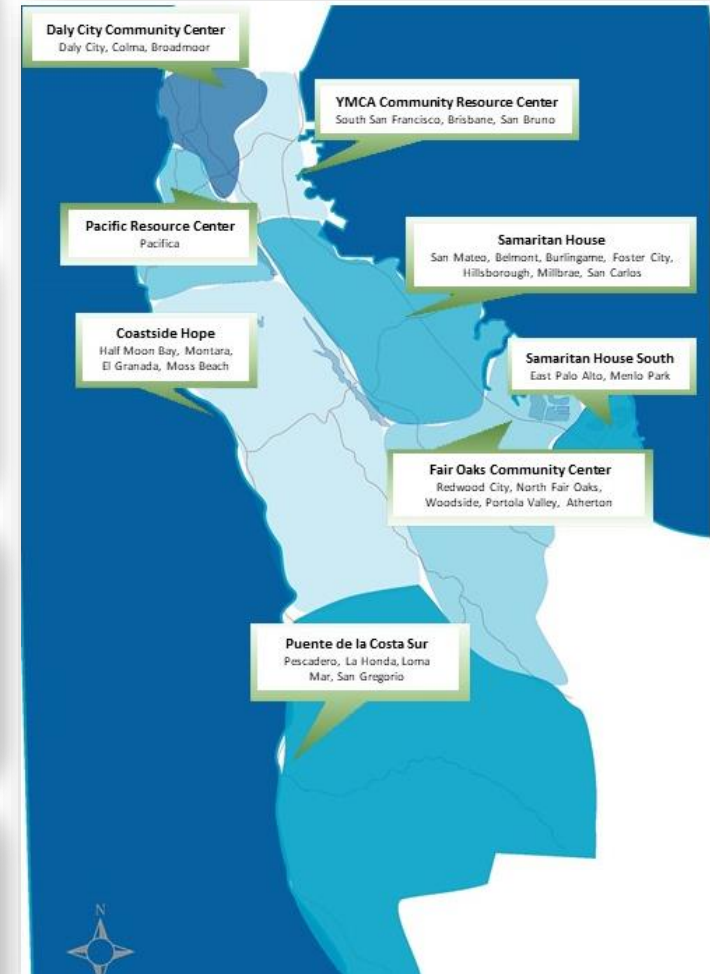 Daly City Community Center
Daly City, Colma, Broadmoor
YMCA Community Resource Center
South San Francisco, Brisbane, San Bruno
Pacific Resource Center
Pacifica
Samaritan House
San Mateo, Belmont, Burlingame, Foster City,
Hillsborough, Millbrae, San Carlos
Coastside Hope
Half Moon Bay, Montara,
El Granada, Moss Beach
Samaritan House South
East Palo Alto, Menlo Park
Fair Oaks Community Center
Redwood City, North Fair Oaks,
Woodside, Portola Valley, Atherton
Puente de la Costa Sur
Pescadero, La Honda, Loma
Mar, San Gregorio
N